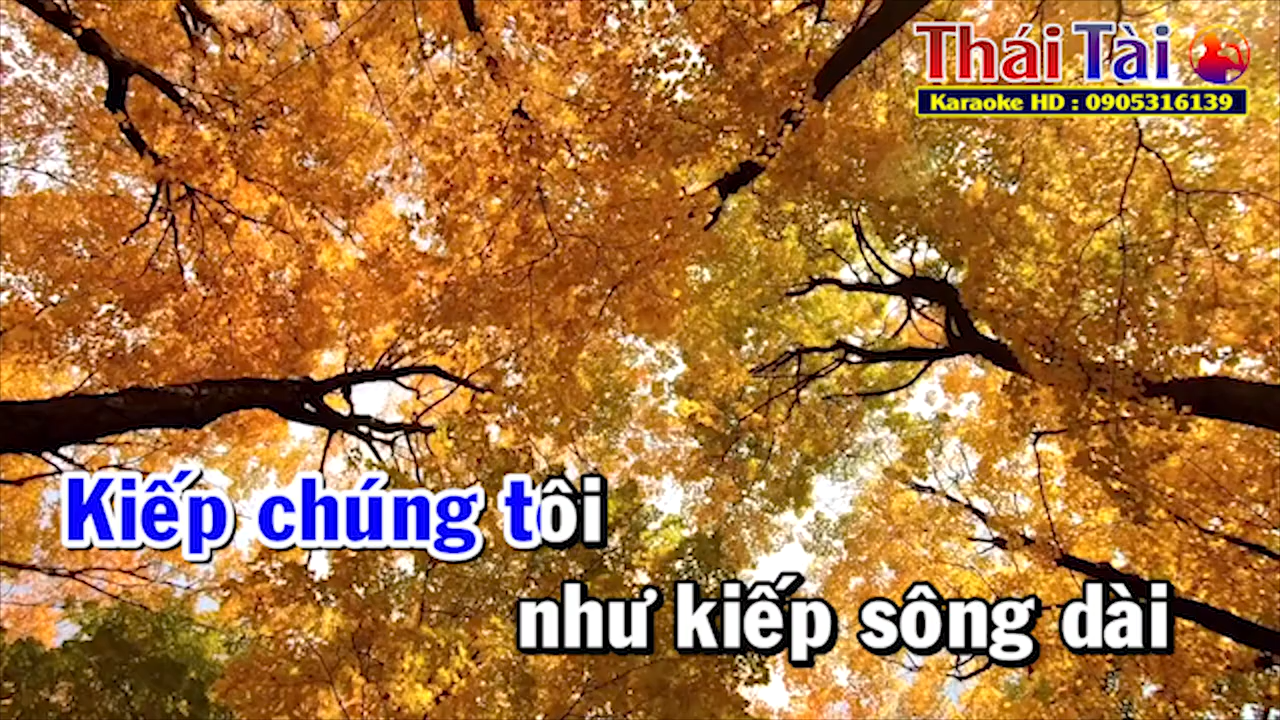 Thái Tài
Karaoke HD : 0905316139
Kiếp chúng tôi
như kiếp sông dài